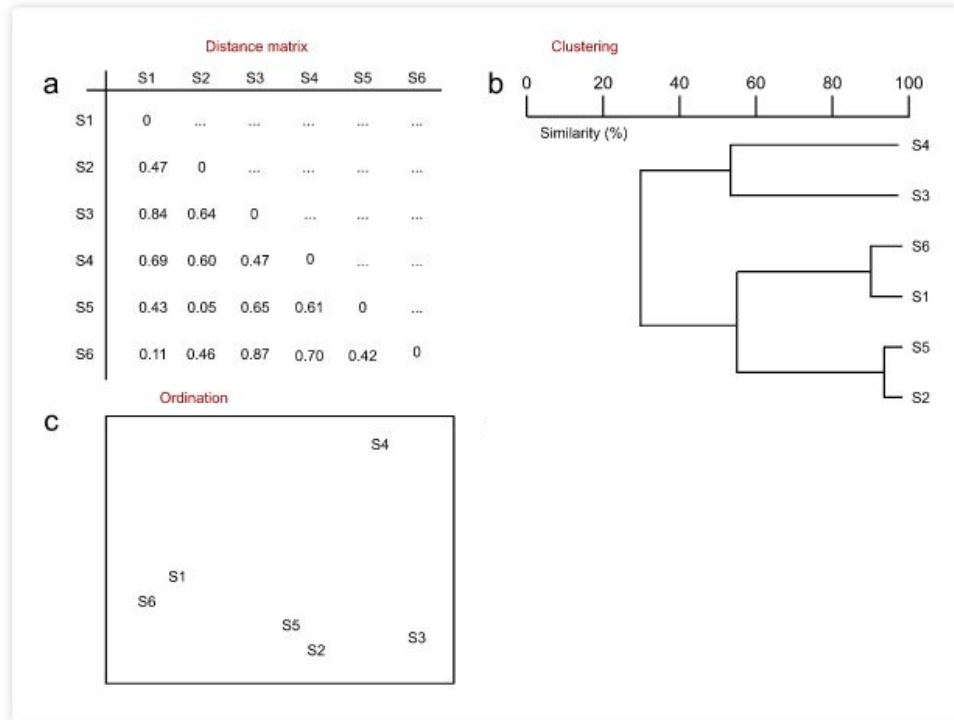 Distance matrix
a
S1 S2 S3 S4 S5 S6
S1 0 ... ... ... ... ...
S2 0.47 0 ... ... ... ...
S3 0.84 0.64 0 ... ... ...
S4 0.69 0.60 0.47 0 ... ...
S5 0.43 0.05 0.65 0.61 0 ...
S6 0.11 0.46 0.87 0.70 0.42 0
Clustering
b
0 20 40 60 80 100
Similarity (%)
S4
S3
S6
S1
S5
S2
Ordination
c
S4
S1
S6
S5
S3
S2